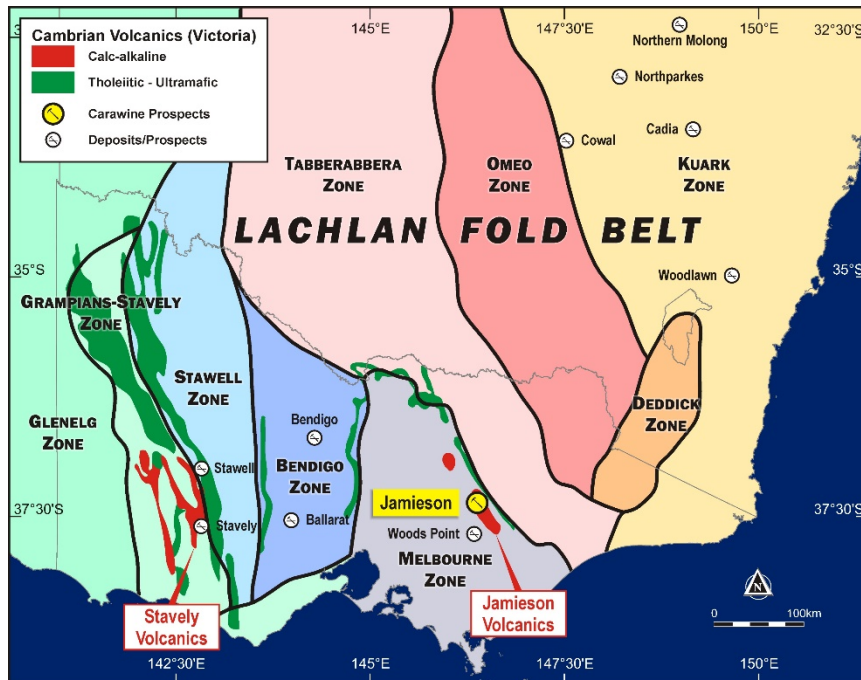 Cambrian Volcanics (Victoria)
Calc-alkaline
Tholeiitic - Ultramafic
Carawine Prospects
Deposits/Prospects
145°E
147°30'E
150°E
32°30'S
Northern Molong
Northparkes
Cadia
Cowal
TABBERABBERA
ZONE
OMEO
ZONE
KUARK
ZONE
LACHLAN FOLD BELT
35°S
35°S
Woodlawn
GRAMPIANS-STAVELY
ZONE
STAWELL
ZONE
GLENELG
ZONE
DEDDICK
ZONE
Bendigo
BENDIGO
ZONE
Stawell
Jamieson
37°30'S
37°30'S
Stavely
Ballarat
Woods Point
MELBOURNE
ZONE
Stavely
Volcanics
Jamieson
Volcanics
N
0
100km
142°30'E
145°E
147°30'E
150°E